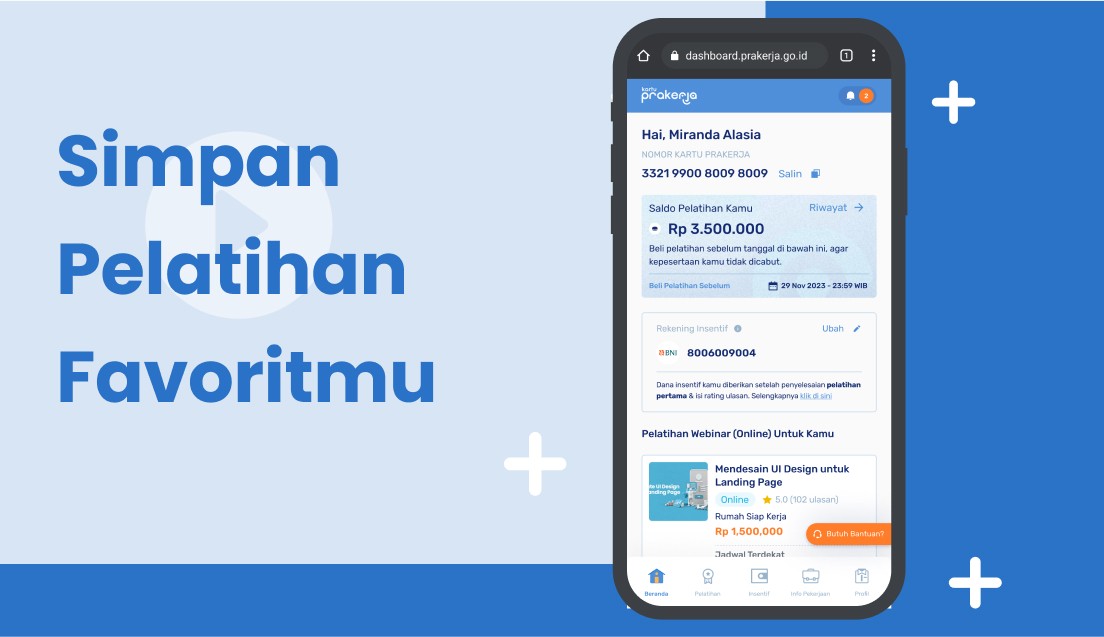 Simpan
Pelatihan
Favoritmu
dashboard.prakerja.go.id
1
kartu
prakerja
2
Hai, Miranda Alasia
NOMOR KARTU PRAKERJA
3321 9900 8009 8009 Salin
Saldo Pelatihan Kamu Riwayat
Rp 3.500.000
Beli pelatihan sebelum tanggal di bawah ini, agar
kepesertaan kamu tidak dicabut.
Beli Pelatihan Sebelum 29 Nov 2023 - 23:59 WIB
Rekening Insentif Ubah
BNI 8006009004
Dana insentif kamu diberikan setelah penyelesaian pelatihan
pertama & isi rating ulasan. Selengkapnya klik di sini
Pelatihan Webinar (Online) Untuk Kamu
Mendesain UI Design untuk
Landing Page
UI Design
anding Page
Online 5.0 (102 ulasan)
Rumah Siap Kerja
Rp 1,500,000
Butuh Bantuan?
Jadwal Terdekat
Beranda Pelatihan Insentif Info Pekerjaan Profil